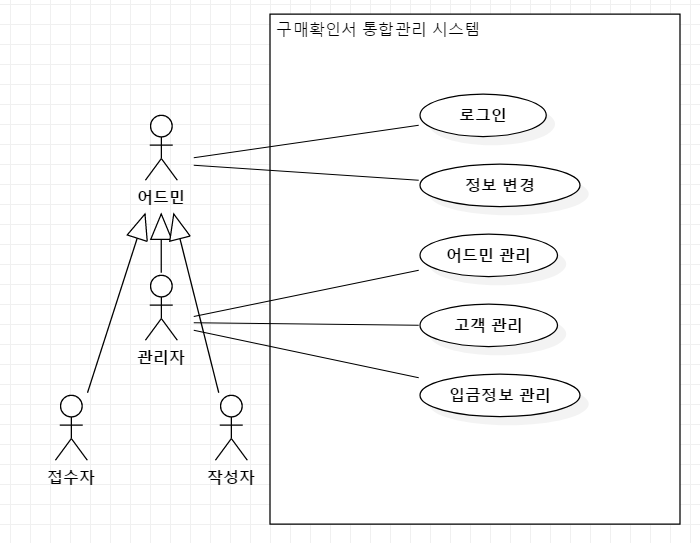 구매확인서 통합관리 시스템
로그인
어드민
정보 변경
어드민 관리
고객 관리
관리자
입금정보 관리
접수자
작성자